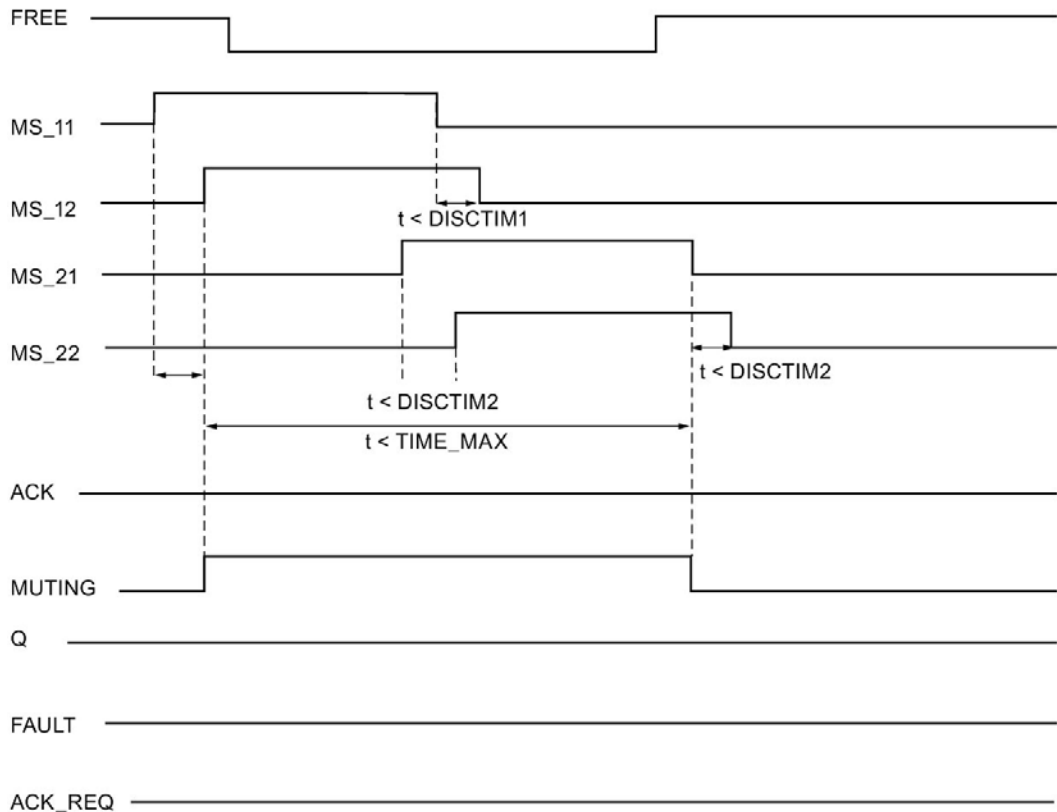 FREE
MS_11
MS_12
t < DISCTIM1
MS_21
MS_22
t < DISCTIM2
t < DISCTIM2
t < TIME_MAX
ACK
MUTING
Q
FAULT
ACK_REQ